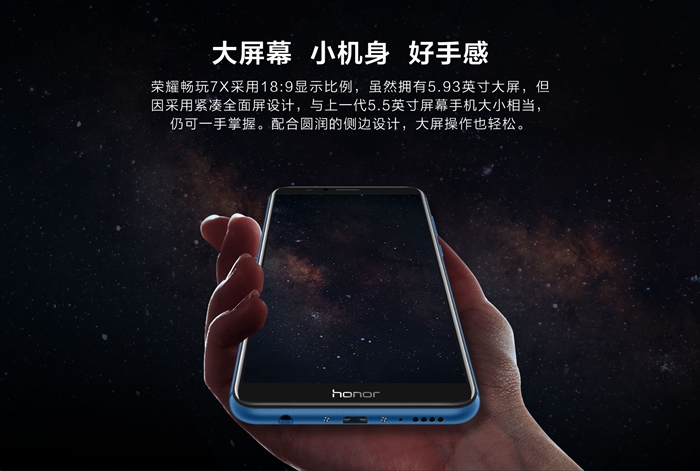 大屏幕 小机身 好手感
荣耀畅玩7X采用18:9显示比例，虽然拥有5.93英寸大屏，但
因采用紧凑全面屏设计，与上一代5.5英寸屏幕手机大小相当，
仍可一手掌握。配合圆润的侧边设计，大屏操作也轻松。
honor